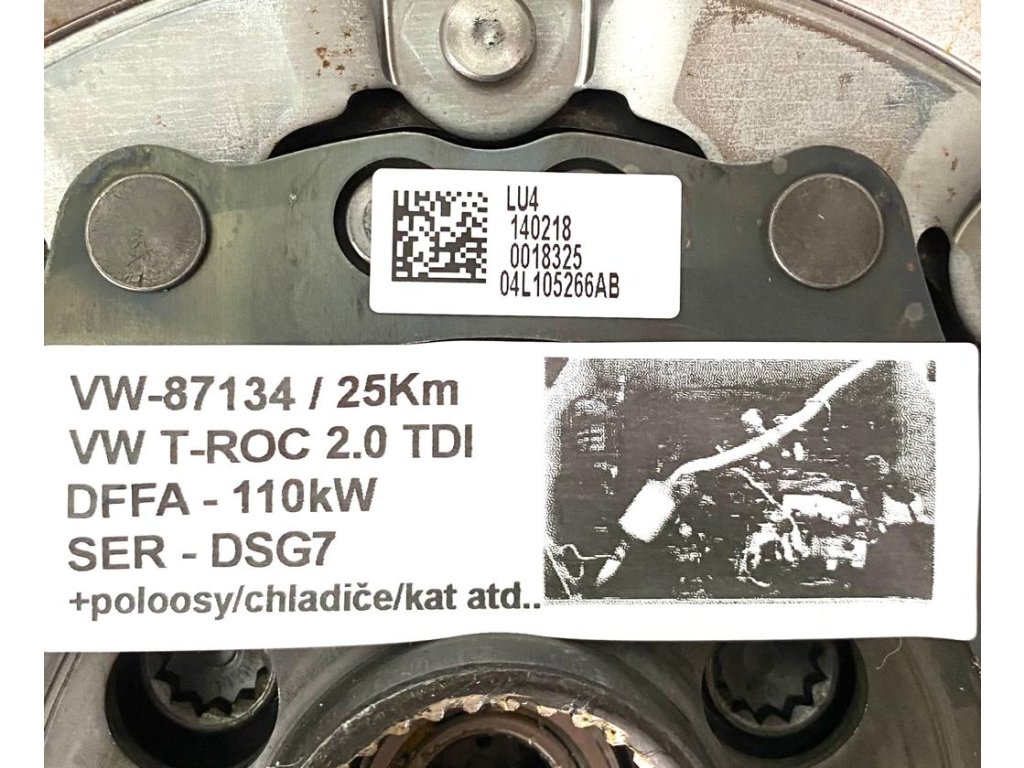 LU4
140218
0018325
04L105266AB
VW-87134 / 25Km
VW T-ROC 2.0 TDI
DFFA - 110kW
SER - DSG7
+poloosy/chladiče/kat atd..